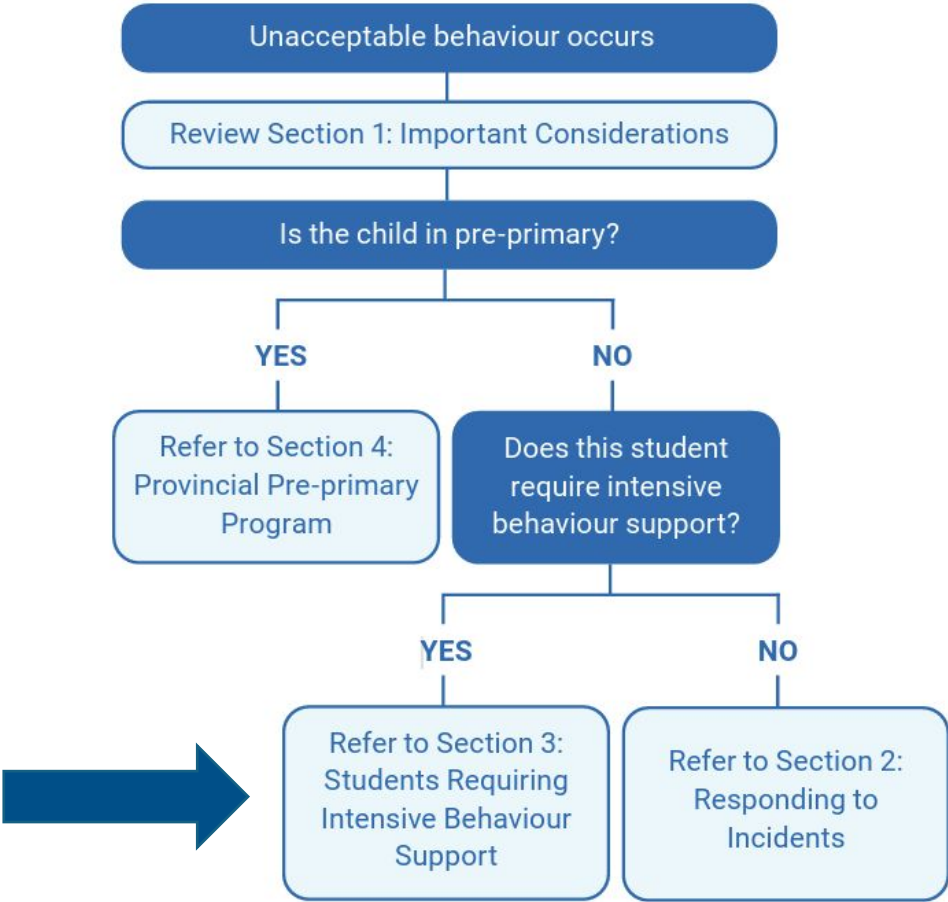 Unacceptable behaviour occurs
Review Section 1: Important Considerations
Is the child in pre-primary?
YES
NO
Refer to Section 4:
Provincial Pre-primary
Program
Does this student
require intensive
behaviour support?
YES
NO
Refer to Section 3:
Students Requiring
Intensive Behaviour
Support
Refer to Section 2:
Responding to
Incidents